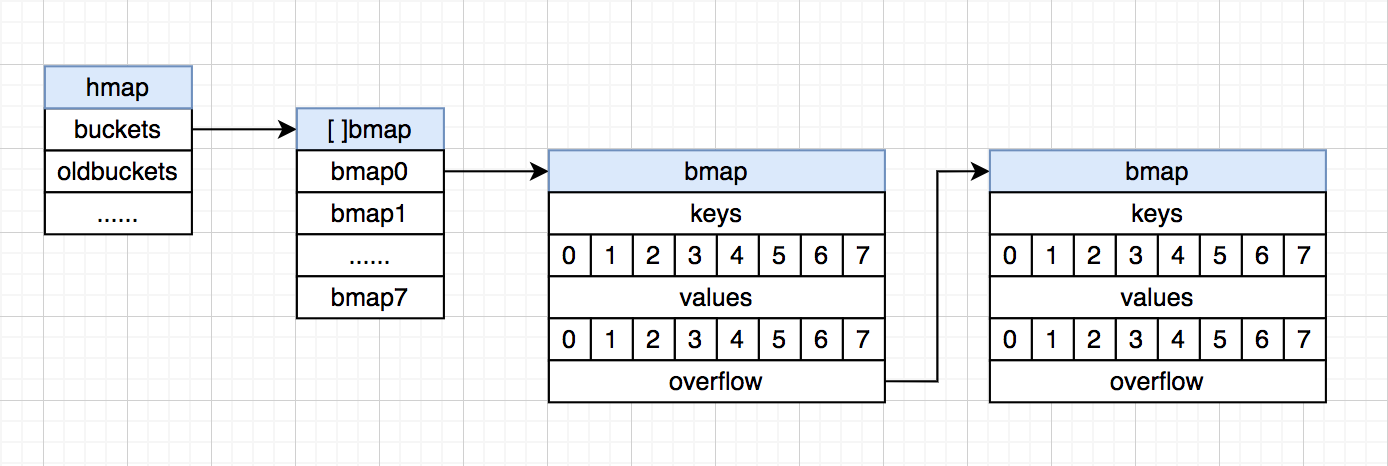 hmap
buckets
oldbuckets
......
[ ]bmap
bmap0
bmap1
......
bmap7
bmap
keys
0 1 2 3 4 5 6 7
values
0 1 2 3 4 5 6 7
overflow
bmap
keys
0 1 2 3 4 5 6 7
values
0 1 2 3 4 5 6 7
overflow